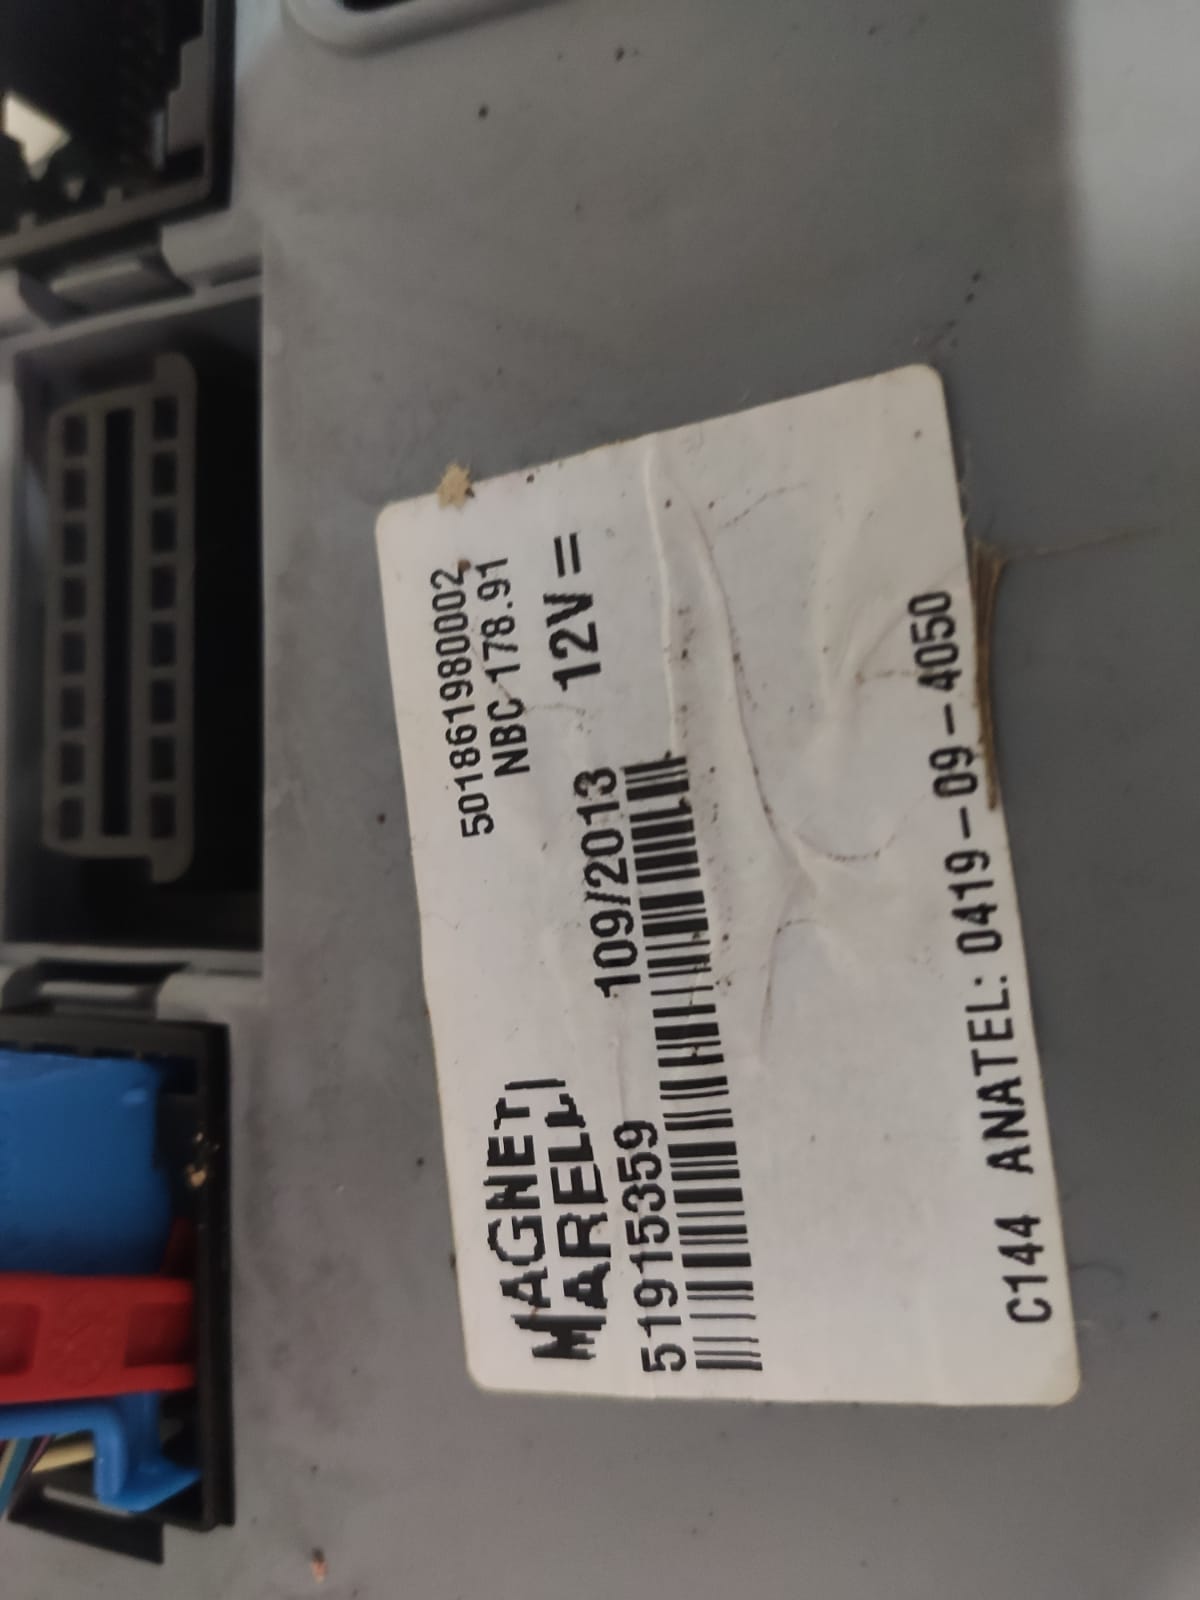 501861980002
NBC 178.91
MAGNETI
MARELLI
109/2013 12V =
51915359
C144 ANATEL: 0419-09-4050